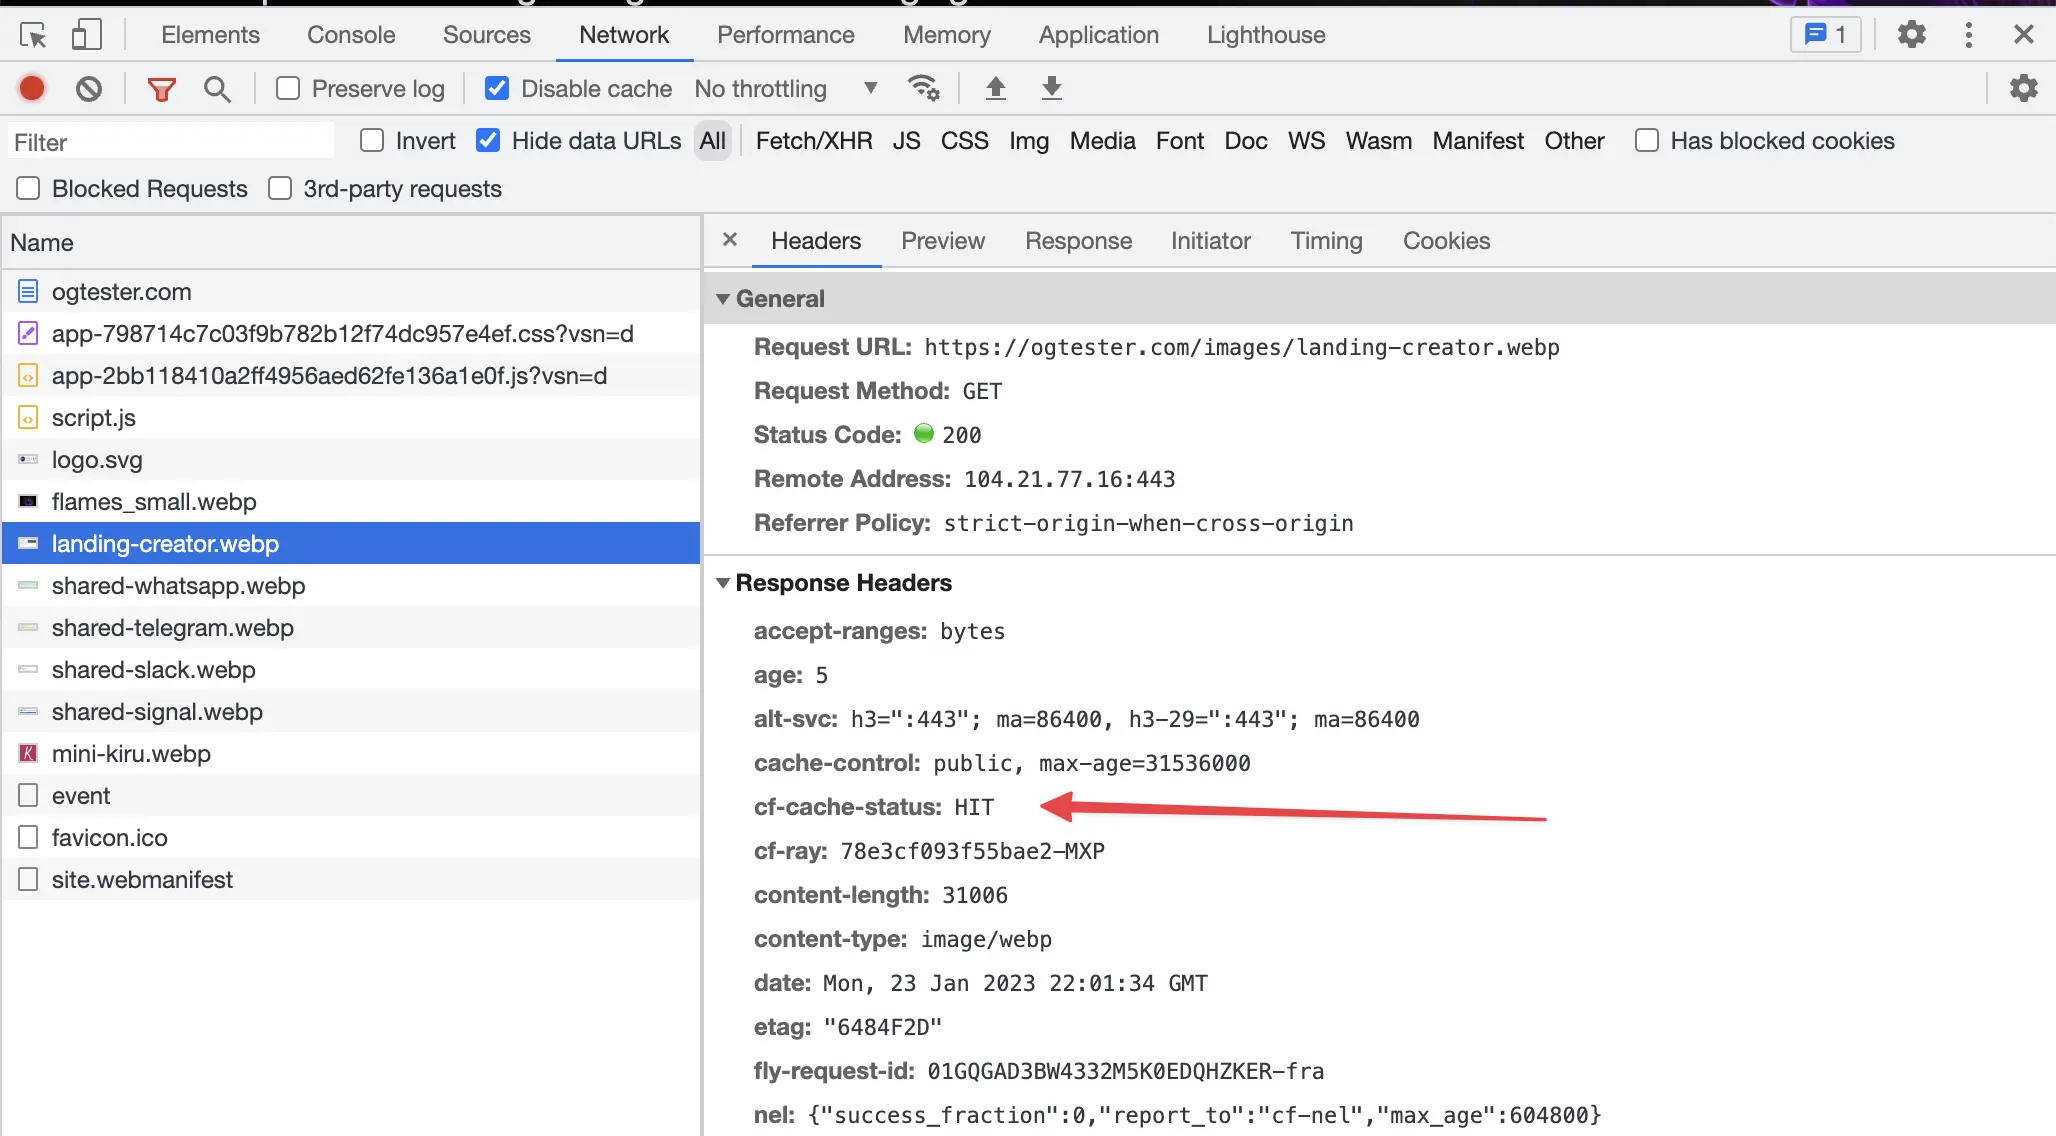 Elements Console Sources Network Performance Memory Application Lighthouse 1
Preserve log Disable cache No throttling
Filter Invert Hide data URLs All Fetch/XHR JS CSS Img Media Font Doc WS Wasm Manifest Other Has blocked cookies
Blocked Requests 3rd-party requests
Name
ogtester.com
app-798714c7c03f9b782b12f74dc957e4ef.css?vsn=d
app-2bb118410a2ff4956aed62fe136a1e0f.js?vsn=d
script.js
logo.svg
flames_small.webp
landing-creator.webp
shared-whatsapp.webp
shared-telegram.webp
shared-slack.webp
shared-signal.webp
mini-kiru.webp
event
favicon.ico
site.webmanifest
Headers Preview Response Initiator Timing Cookies
General
Request URL: https://ogtester.com/images/landing-creator.webp
Request Method: GET
Status Code: 200
Remote Address: 104.21.77.16:443
Referrer Policy: strict-origin-when-cross-origin
Response Headers
accept-ranges: bytes
age: 5
alt-svc: h3=":443"; ma=86400, h3-29=":443"; ma=86400
cache-control: public, max-age=31536000
cf-cache-status: HIT
cf-ray: 78e3cf093f55bae2-MXP
content-length: 31006
content-type: image/webp
date: Mon, 23 Jan 2023 22:01:34 GMT
etag: "6484F2D"
fly-request-id: 01GQGAD3BW4332M5K0EDQHZKER-fra
nel: {"success_fraction":0,"report_to":"cf-nel","max_age":604800}